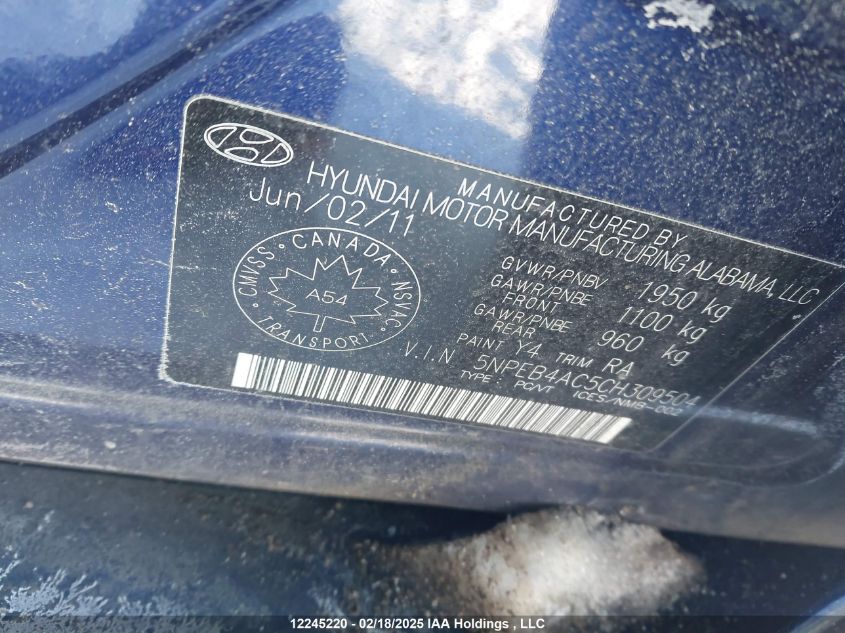 MANUFACTURED BY
HYUNDAI MOTOR MANUFACTURING ALABAMA, LLC
Jun/02/11
GVWR/PNBV 1950 kg
GAWR/PNBE FRONT 1100 kg
GAWR/PNBE REAR 960 kg
PAINT Y4 TRIM RA
V.I.N 5NPEB4AC5CH309504
TYPE: PC/VT ICES/NMB-002
CANADA
CMVSS NSVAC
A54
TRANSPORT
12245220 - 02/18/2025 IAA Holdings , LLC